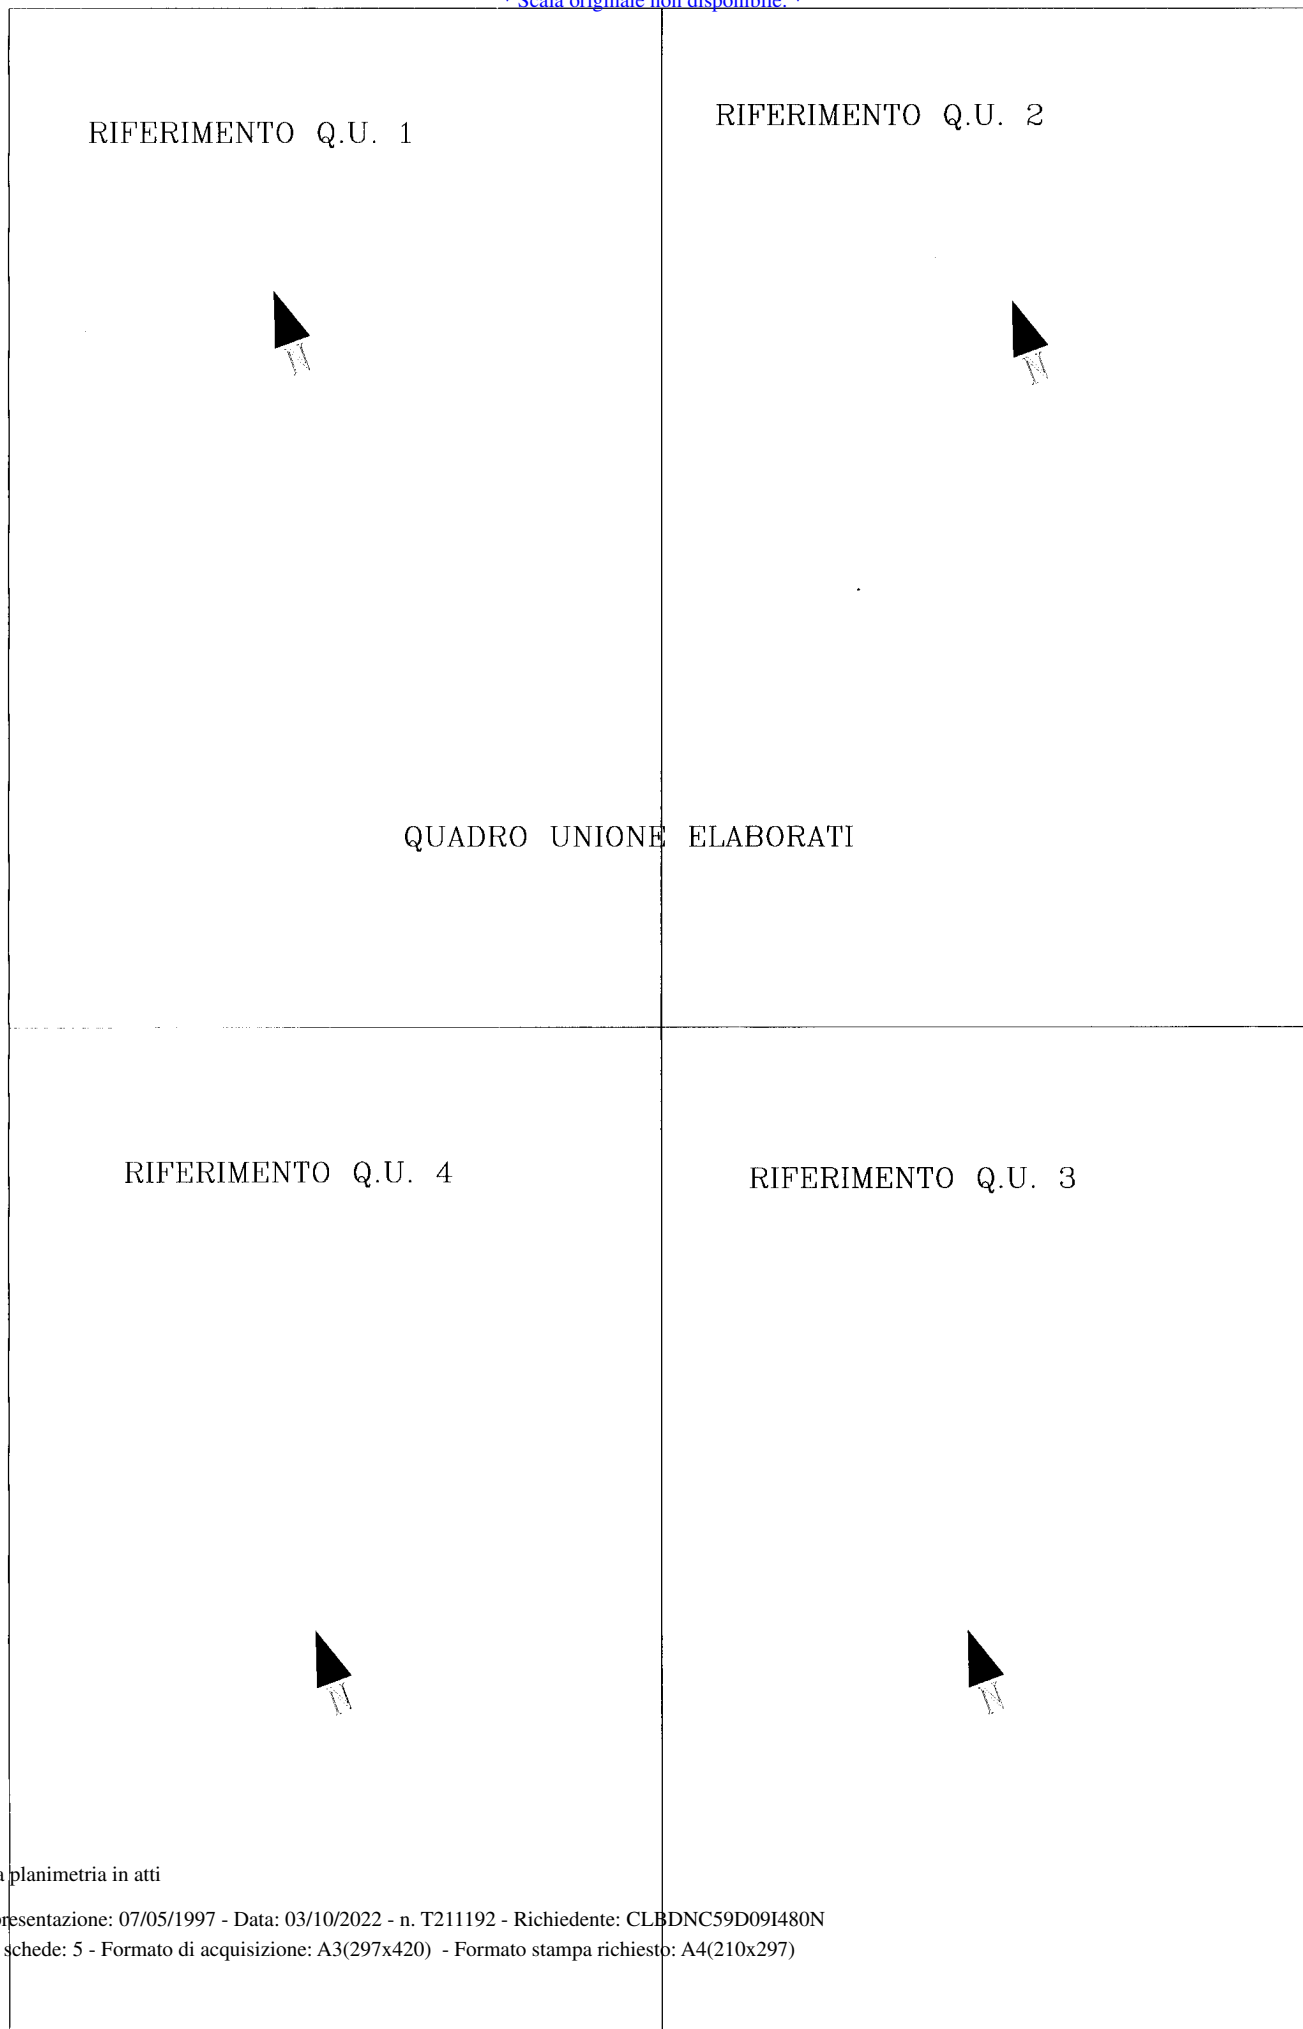 * Scala originale non disponibile. *
RIFERIMENTO Q.U. 1
RIFERIMENTO Q.U. 2
N
N
QUADRO UNIONE ELABORATI
RIFERIMENTO Q.U. 4
RIFERIMENTO Q.U. 3
N
N
a planimetria in atti
presentazione: 07/05/1997 - Data: 03/10/2022 - n. T211192 - Richiedente: CLBDNC59D09I480N
schede: 5 - Formato di acquisizione: A3(297x420) - Formato stampa richiesto: A4(210x297)